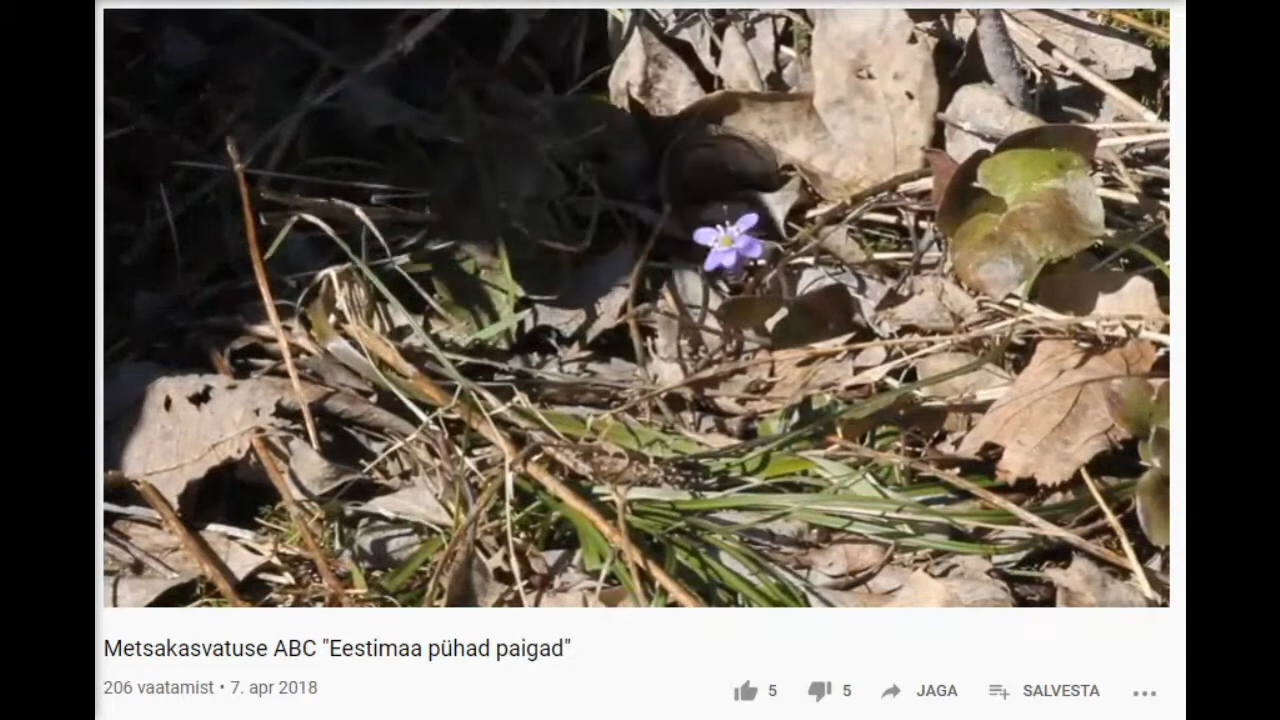 Metsakasvatuse ABC "Eestimaa pühad paigad"
206 vaatamist • 7. apr 2018
5
5
JAGA
SALVESTA